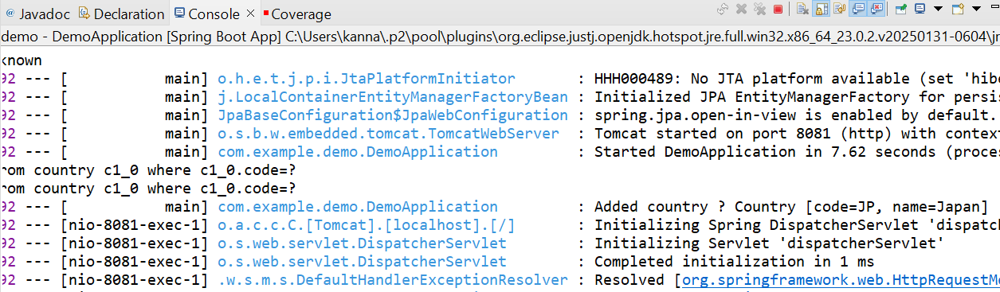 @ Javadoc Declaration Console × Coverage
demo - DemoApplication [Spring Boot App] C:\Users\kanna\.p2\pool\plugins\org.eclipse.justj.openjdk.hotspot.jre.full.win32.x86_64_23.0.2.v20250131-0604\jr
known
92 --- [           main] o.h.e.t.j.p.i.JtaPlatformInitiator       : HHH000489: No JTA platform available (set 'hibe
92 --- [           main] j.LocalContainerEntityManagerFactoryBean : Initialized JPA EntityManagerFactory for persis
92 --- [           main] JpaBaseConfiguration$JpaWebConfiguration : spring.jpa.open-in-view is enabled by default.
92 --- [           main] o.s.b.w.embedded.tomcat.TomcatWebServer  : Tomcat started on port 8081 (http) with context
92 --- [           main] com.example.demo.DemoApplication         : Started DemoApplication in 7.62 seconds (proces
rom country c1_0 where c1_0.code=?
rom country c1_0 where c1_0.code=?
92 --- [           main] com.example.demo.DemoApplication         : Added country ? Country [code=JP, name=Japan]
92 --- [nio-8081-exec-1] o.a.c.c.C.[Tomcat].[localhost].[/]       : Initializing Spring DispatcherServlet 'dispatch
92 --- [nio-8081-exec-1] o.s.web.servlet.DispatcherServlet        : Initializing Servlet 'dispatcherServlet'
92 --- [nio-8081-exec-1] o.s.web.servlet.DispatcherServlet        : Completed initialization in 1 ms
92 --- [nio-8081-exec-1] .w.s.m.s.DefaultHandlerExceptionResolver : Resolved [org.springframework.web.HttpRequestMe